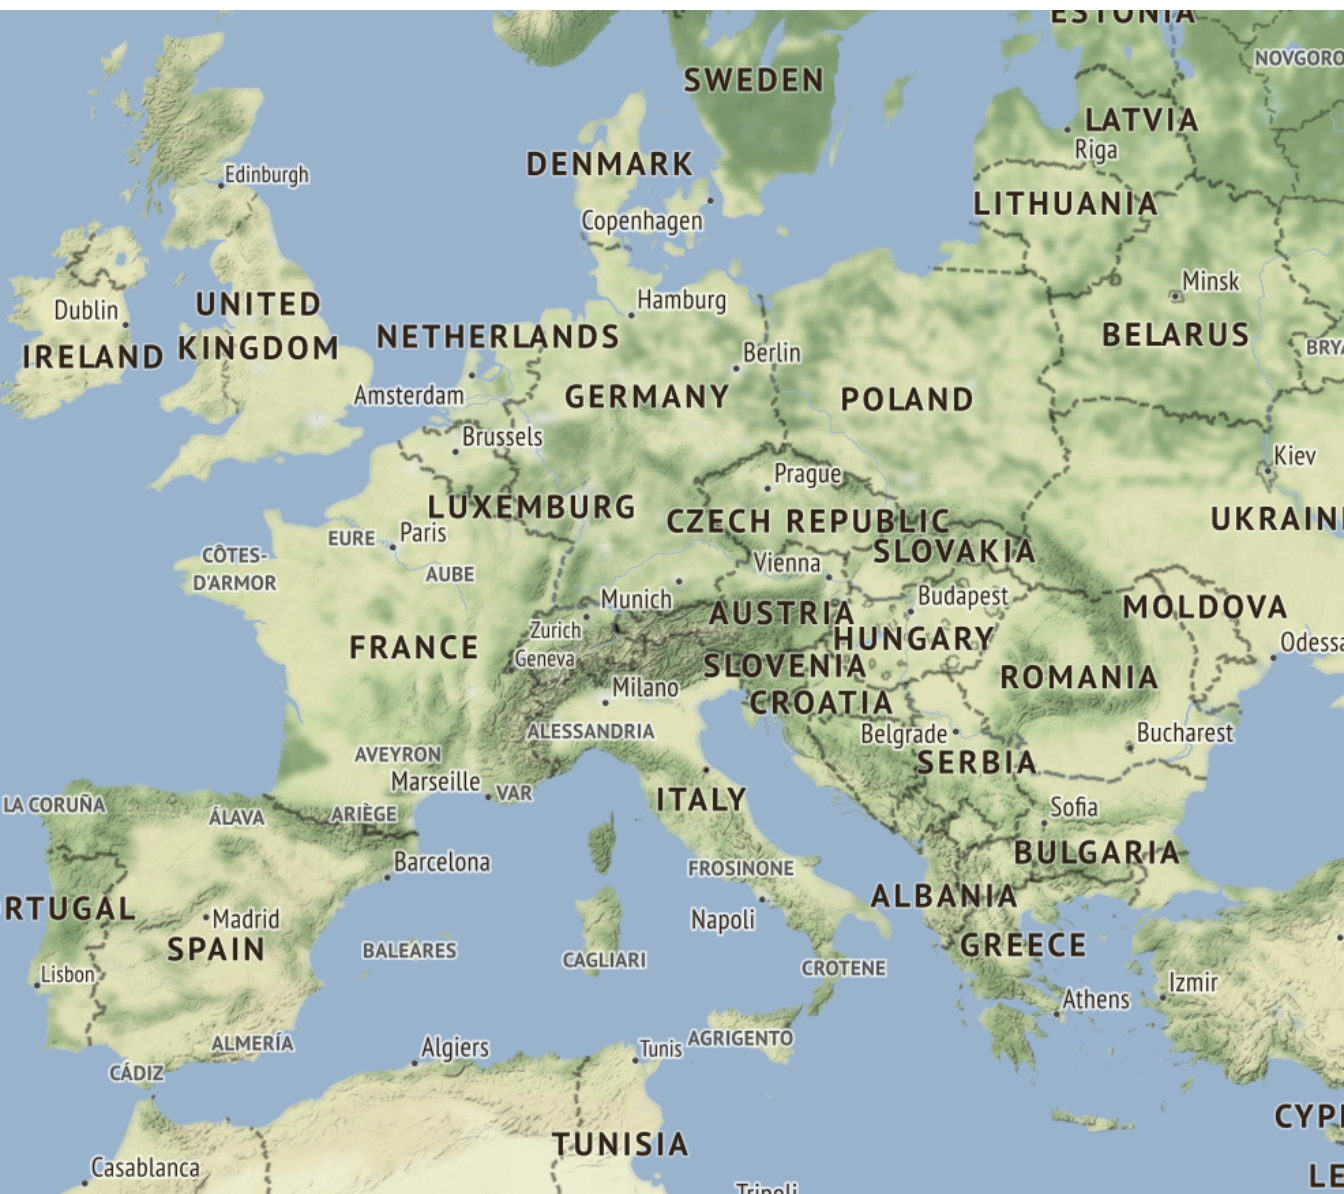 ESTONIA
NOVGORO
SWEDEN
LATVIA
Riga
DENMARK
Edinburgh
LITHUANIA
Copenhagen
Minsk
Hamburg
UNITED
KINGDOM
Dublin
IRELAND
NETHERLANDS
BELARUS
BRYA
Berlin
Amsterdam
GERMANY
POLAND
Brussels
Kiev
Prague
LUXEMBURG
CZECH REPUBLIC
UKRAIN
EURE
Paris
SLOVAKIA
CÔTES-
D'ARMOR
AUBE
Vienna
Munich
Budapest
AUSTRIA
MOLDOVA
Zurich
HUNGARY
Odessa
FRANCE
Geneva
SLOVENIA
ROMANIA
Milano
CROATIA
ALESSANDRIA
Belgrade
Bucharest
AVEYRON
SERBIA
Marseille
VAR
LA CORUÑA
ÁLAVA
ARIÈGE
ITALY
Sofia
BULGARIA
Barcelona
FROSINONE
ALBANIA
RTUGAL
Madrid
Napoli
SPAIN
BALEARES
CAGLIARI
GREECE
Lisbon
CROTENE
Izmir
Athens
ALMERÍA
Algiers
Tunis
AGRIGENTO
CÁDIZ
CYP
TUNISIA
Casablanca
LE
Tripoli